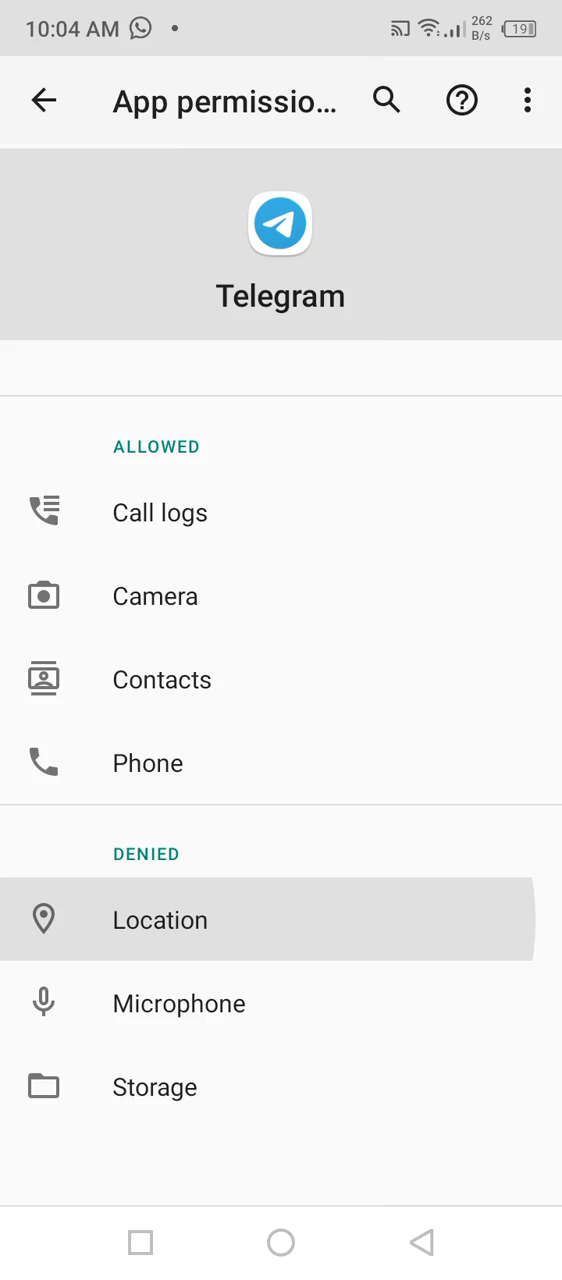 10:04 AM
262
B/s
19
App permissio...
Telegram
ALLOWED
Call logs
Camera
Contacts
Phone
DENIED
Location
Microphone
Storage